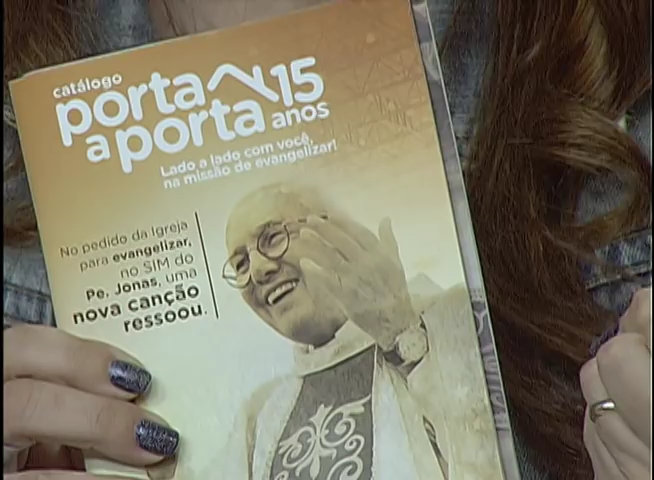 catálogo
porta
a porta
15
anos
Lado a lado com você,
na missão de evangelizar!
No pedido da Igreja
para evangelizar,
no SIM do
Pe. Jonas, uma
nova canção
ressoou.